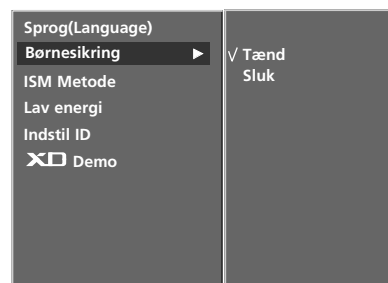 Sprog(Language)
Børnesikring ▶
ISM Metode
Lav energi
Indstil ID
XD Demo
√ Tænd
Sluk